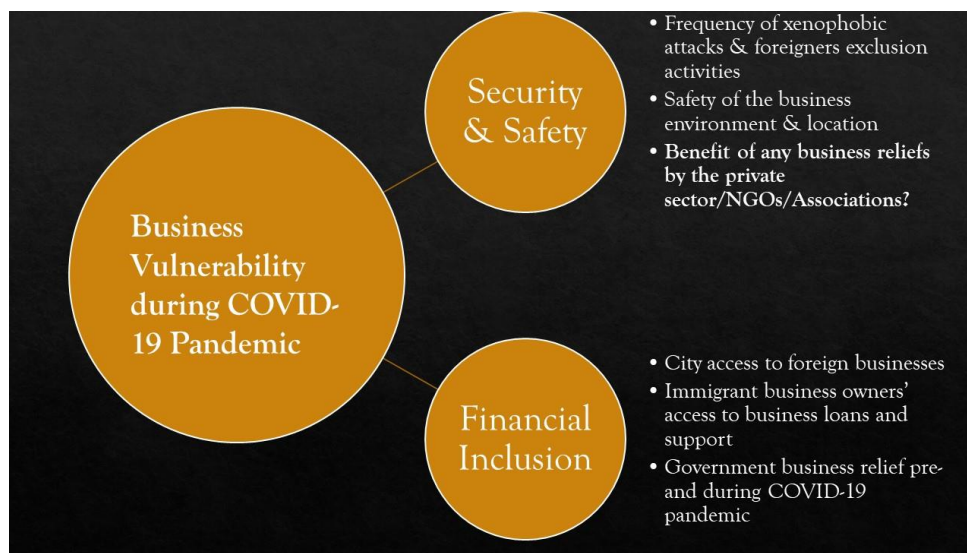 Business
Vulnerability
during COVID-
19 Pandemic
Security
& Safety
• Frequency of xenophobic
attacks & foreigners exclusion
activities
• Safety of the business
environment & location
• Benefit of any business reliefs
by the private
sector/NGOs/Associations?
Financial
Inclusion
• City access to foreign businesses
• Immigrant business owners’
access to business loans and
support
• Government business relief pre-
and during COVID-19
pandemic